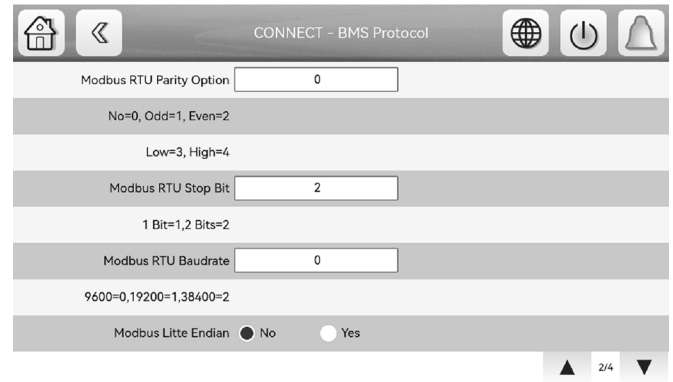 CONNECT - BMS Protocol
Modbus RTU Parity Option 0
No=0, Odd=1, Even=2
Low=3, High=4
Modbus RTU Stop Bit 2
1 Bit=1,2 Bits=2
Modbus RTU Baudrate 0
9600=0,19200=1,38400=2
Modbus Litte Endian No Yes
2/4